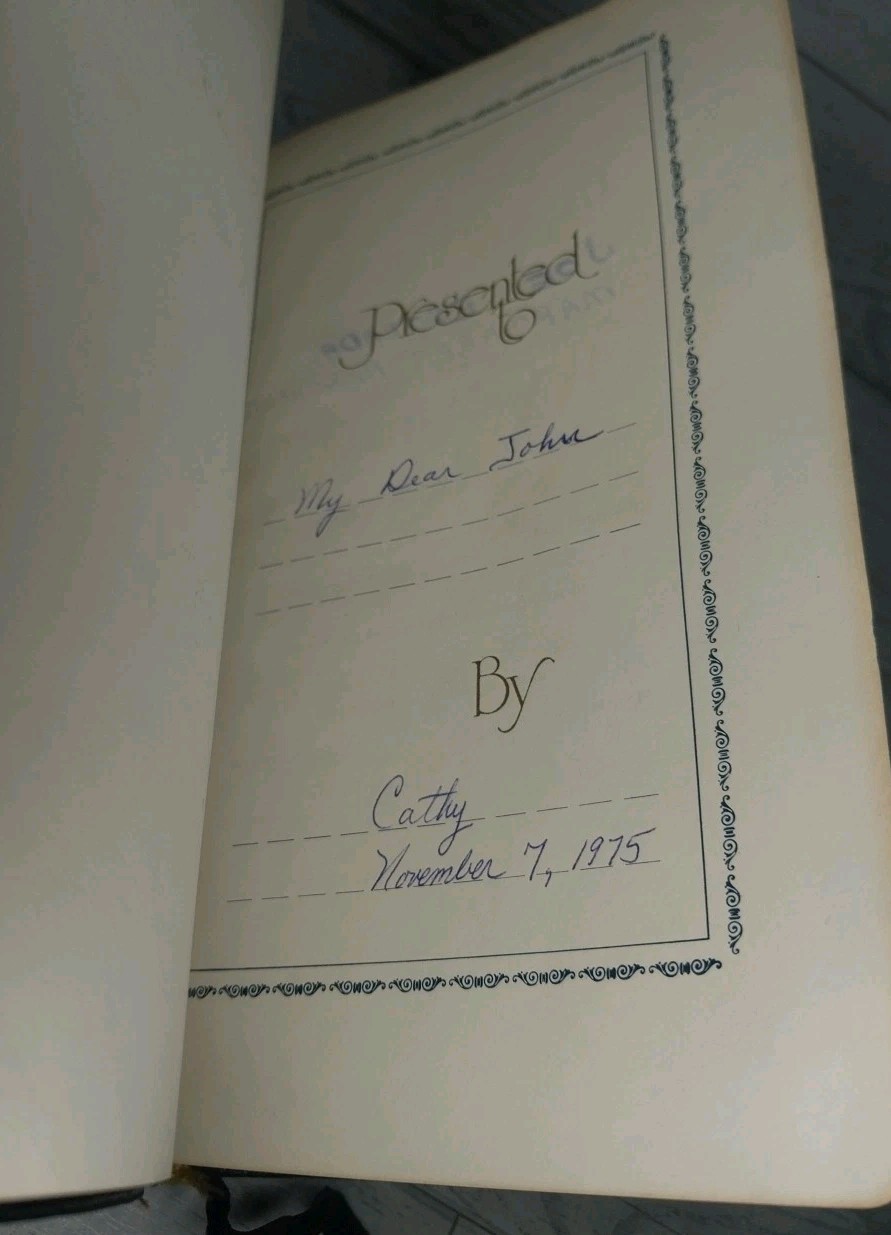 Presented
to
My Dear John
By
Cathy
November 7, 1975